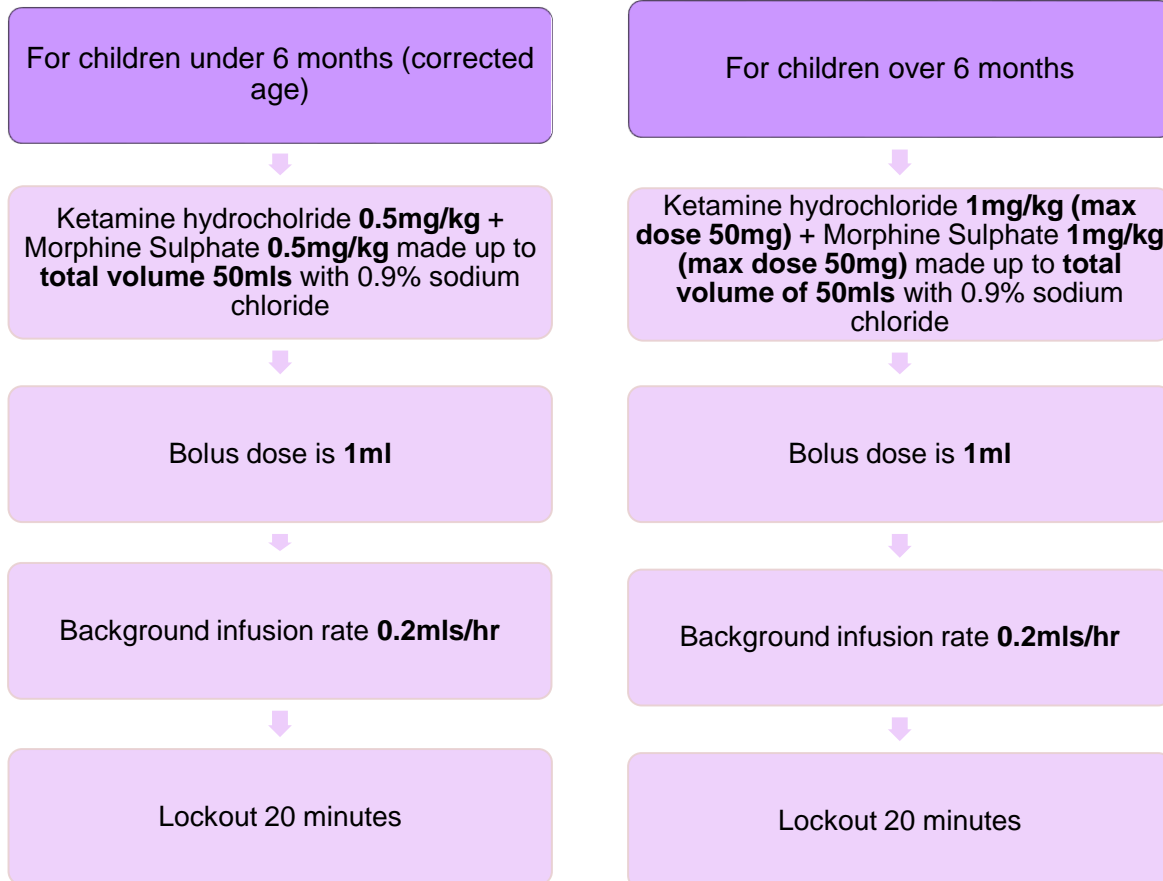 For children under 6 months (corrected
age)
Ketamine hydrocholride 0.5mg/kg +
Morphine Sulphate 0.5mg/kg made up to
total volume 50mls with 0.9% sodium
chloride
Bolus dose is 1ml
Background infusion rate 0.2mls/hr
Lockout 20 minutes
For children over 6 months
Ketamine hydrochloride 1mg/kg (max
dose 50mg) + Morphine Sulphate 1mg/kg
(max dose 50mg) made up to total
volume of 50mls with 0.9% sodium
chloride
Bolus dose is 1ml
Background infusion rate 0.2mls/hr
Lockout 20 minutes